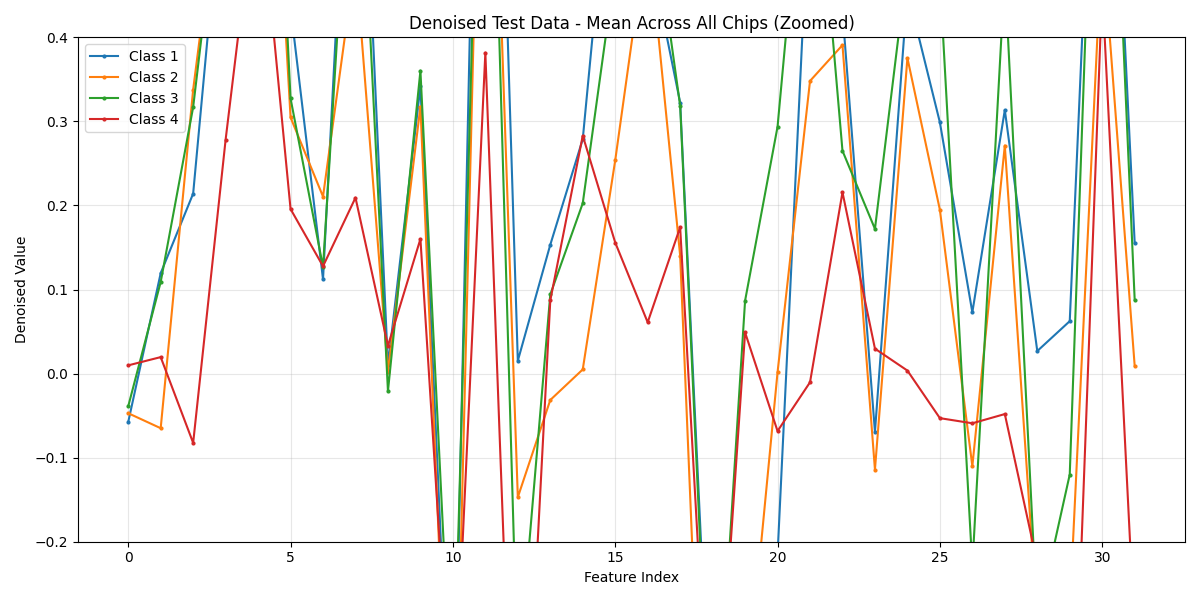 Denoised Test Data - Mean Across All Chips (Zoomed)
Class 1
Class 2
Class 3
Class 4
Denoised Value
0.4
0.3
0.2
0.1
0.0
−0.1
−0.2
0 5 10 15 20 25 30
Feature Index